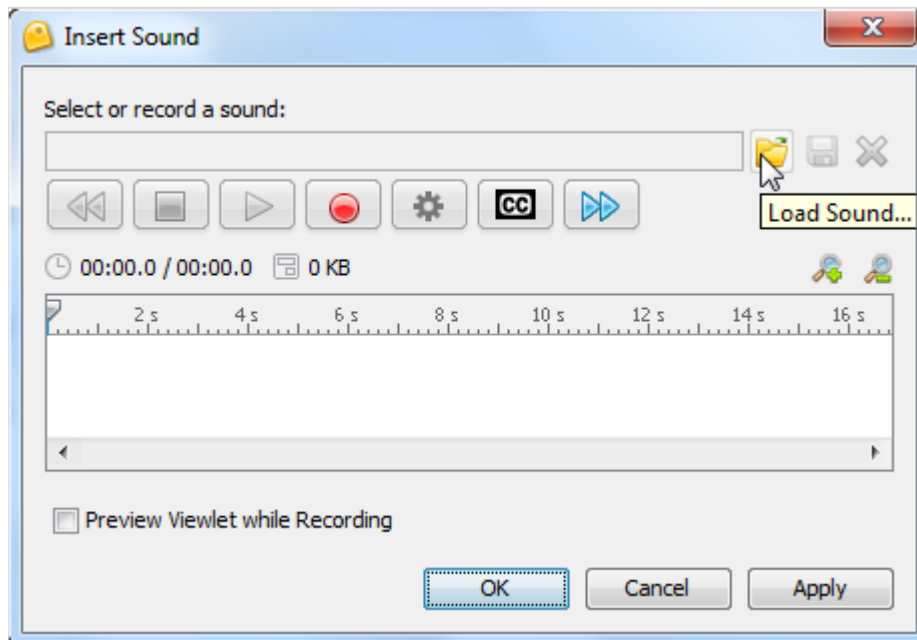 Insert Sound
Select or record a sound:
CC
Load Sound...
00:00.0 / 00:00.0 0 KB
2 s 4 s 6 s 8 s 10 s 12 s 14 s 16 s
Preview Viewlet while Recording
OK Cancel Apply